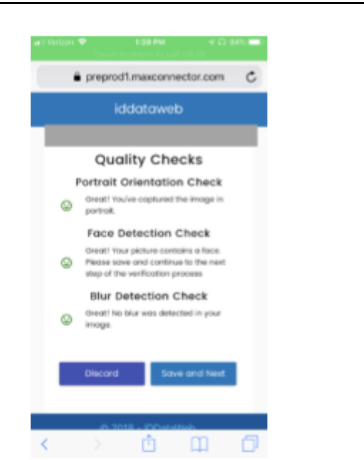 Verizon 1:39 PM 84%
preprod1.maxconnector.com
iddataweb
Quality Checks
Portrait Orientation Check
Great! You've captured the image in
portrait.
Face Detection Check
Great! Your picture contains a face.
Please save and continue to the next
step of the verification process
Blur Detection Check
Great! No blur was detected in your
image.
Discard Save and Next
© 2018 - IDDataWeb